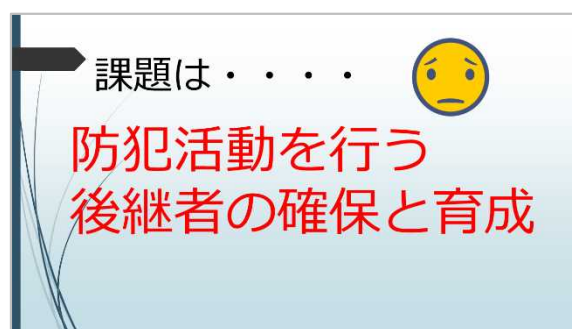 課題は・・・・
防犯活動を行う
後継者の確保と育成